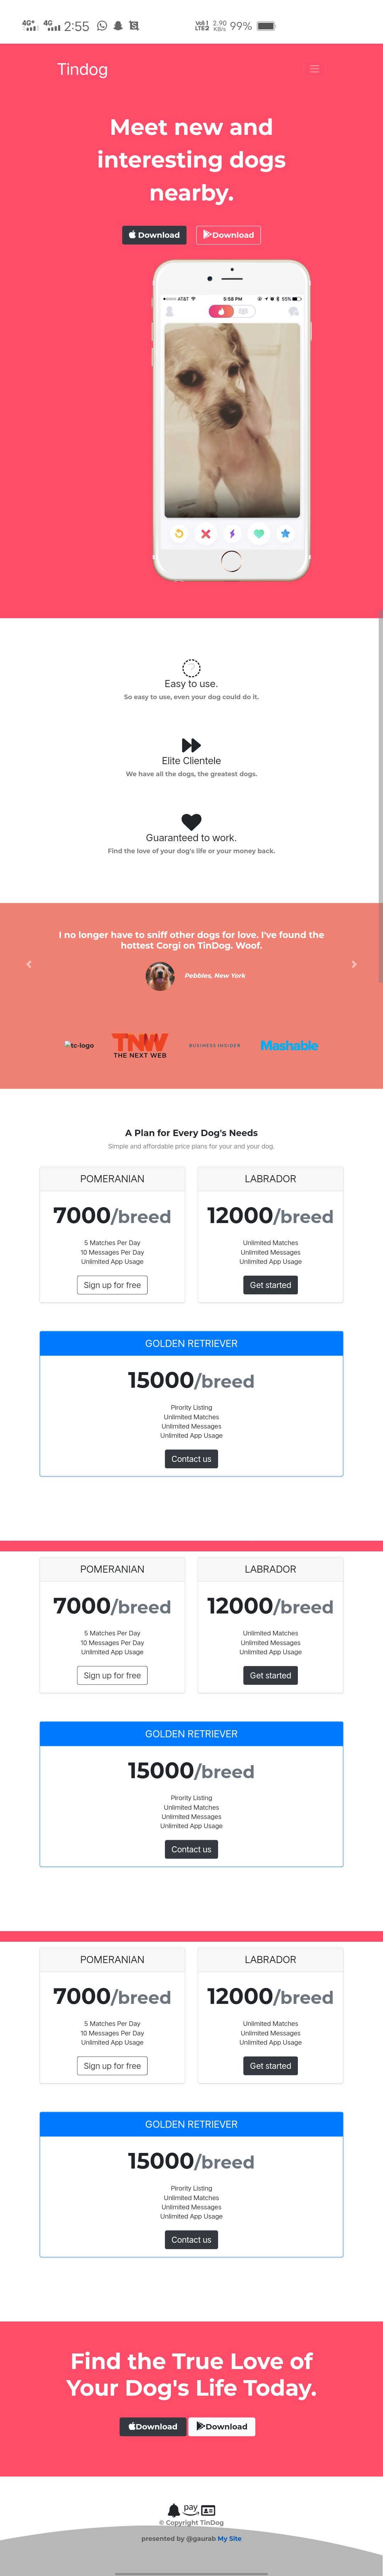 4G+ 4G 2:55 Vo1 LTE2 2.90 KB/s 99%
Tindog
Meet new and
interesting dogs
nearby.
Download Download
AT&T 5:58 PM 55%
Easy to use.
So easy to use, even your dog could do it.
Elite Clientele
We have all the dogs, the greatest dogs.
Guaranteed to work.
Find the love of your dog's life or your money back.
I no longer have to sniff other dogs for love. I've found the
hottest Corgi on TinDog. Woof.
Pebbles, New York
tc-logo TNW THE NEXT WEB BUSINESS INSIDER Mashable
A Plan for Every Dog's Needs
Simple and affordable price plans for your and your dog.
POMERANIAN
7000/breed
5 Matches Per Day
10 Messages Per Day
Unlimited App Usage
Sign up for free
LABRADOR
12000/breed
Unlimited Matches
Unlimited Messages
Unlimited App Usage
Get started
GOLDEN RETRIEVER
15000/breed
Pirority Listing
Unlimited Matches
Unlimited Messages
Unlimited App Usage
Contact us
POMERANIAN
7000/breed
5 Matches Per Day
10 Messages Per Day
Unlimited App Usage
Sign up for free
LABRADOR
12000/breed
Unlimited Matches
Unlimited Messages
Unlimited App Usage
Get started
GOLDEN RETRIEVER
15000/breed
Pirority Listing
Unlimited Matches
Unlimited Messages
Unlimited App Usage
Contact us
POMERANIAN
7000/breed
5 Matches Per Day
10 Messages Per Day
Unlimited App Usage
Sign up for free
LABRADOR
12000/breed
Unlimited Matches
Unlimited Messages
Unlimited App Usage
Get started
GOLDEN RETRIEVER
15000/breed
Pirority Listing
Unlimited Matches
Unlimited Messages
Unlimited App Usage
Contact us
Find the True Love of
Your Dog's Life Today.
Download Download
pay
© Copyright TinDog
presented by @gaurab My Site